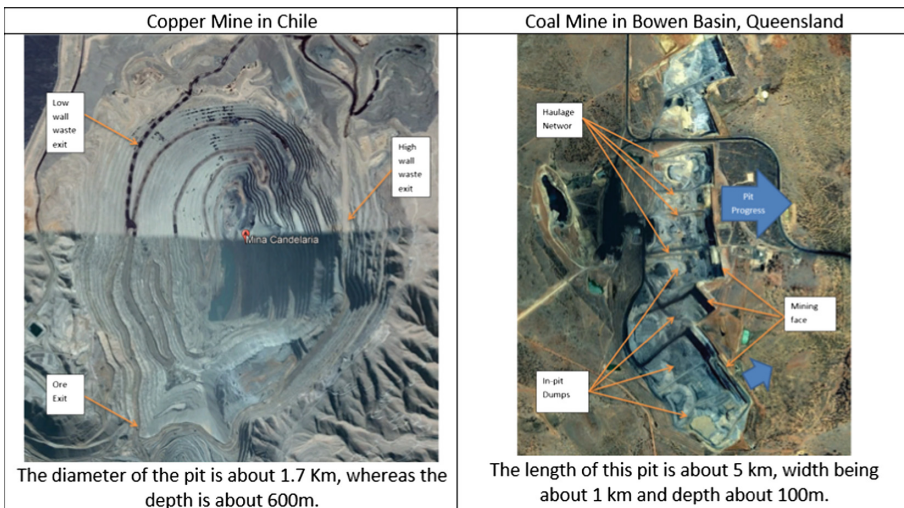 Copper Mine in Chile
Low
wall
waste
exit
High
wall
waste
exit
Mina Candelaria
Ore
Exit
The diameter of the pit is about 1.7 Km, whereas the
depth is about 600m.
Coal Mine in Bowen Basin, Queensland
Haulage
Networ
Pit
Progress
Mining
face
In-pit
Dumps
The length of this pit is about 5 km, width being
about 1 km and depth about 100m.